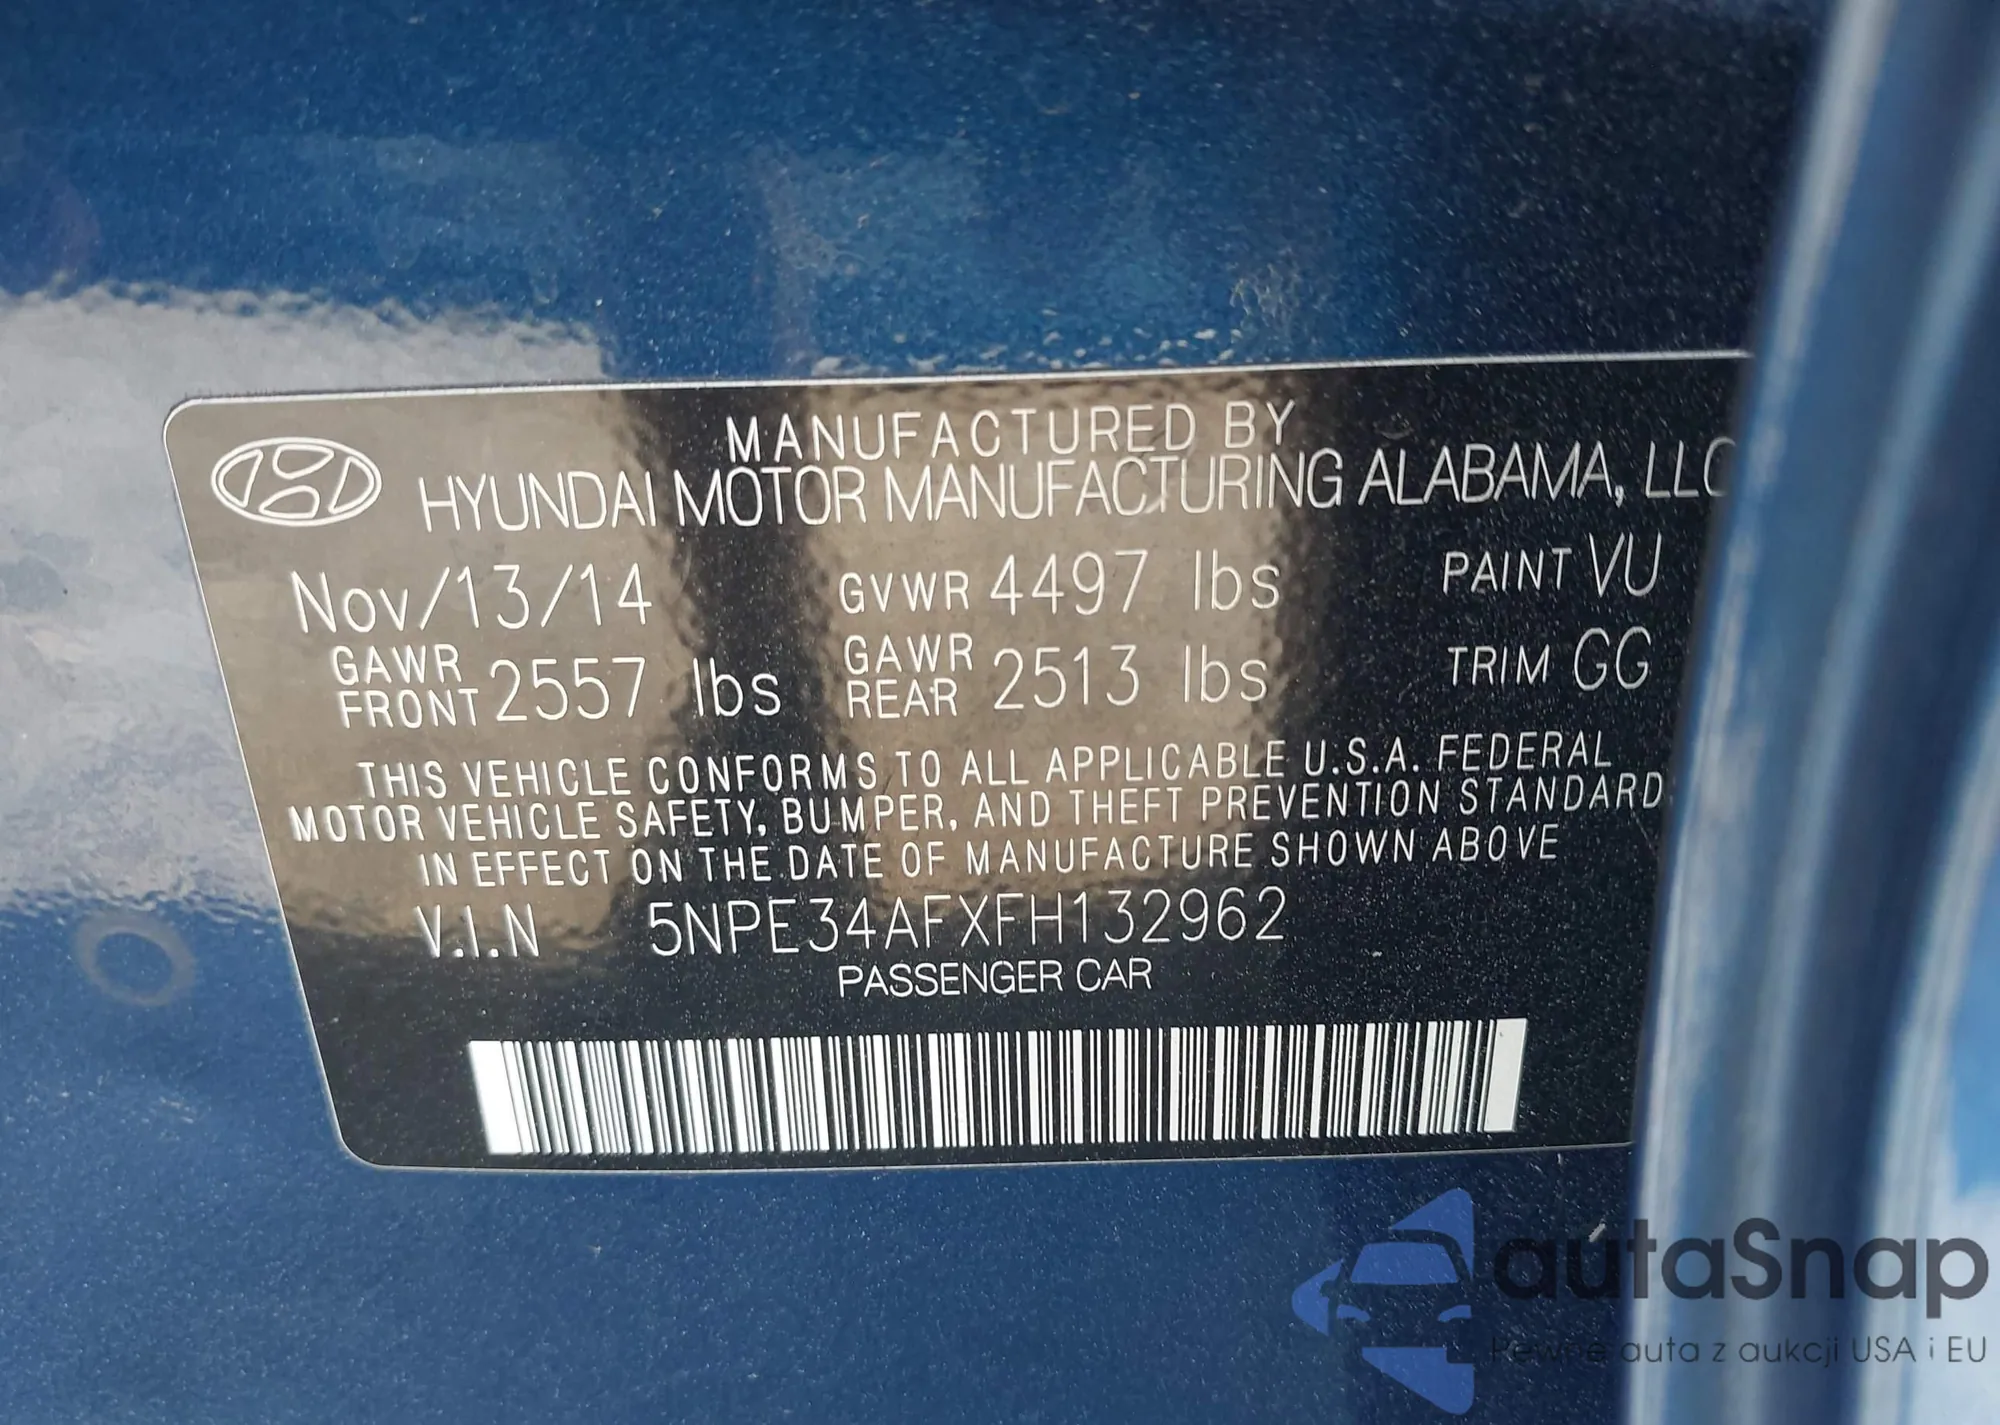 MANUFACTURED BY
HYUNDAI MOTOR MANUFACTURING ALABAMA, LLC
Nov/13/14 GVWR 4497 lbs PAINT VU
GAWR FRONT 2557 lbs GAWR REAR 2513 lbs TRIM GG
THIS VEHICLE CONFORMS TO ALL APPLICABLE U.S.A. FEDERAL
MOTOR VEHICLE SAFETY, BUMPER, AND THEFT PREVENTION STANDARD
IN EFFECT ON THE DATE OF MANUFACTURE SHOWN ABOVE
V.I.N 5NPE34AFXFH132962
PASSENGER CAR
autaSnap
Pewne auta z aukcji USA i EU